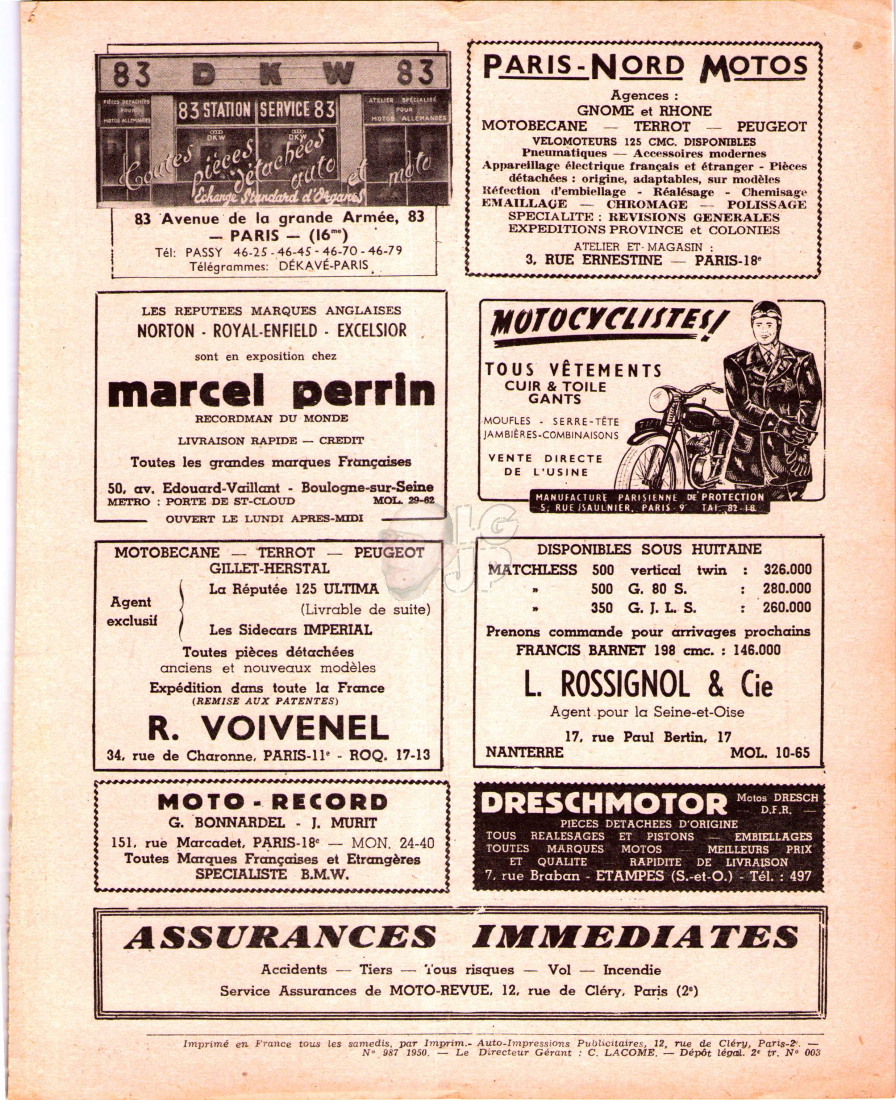 83 DKW 83
PIÈCES DÉTACHÉES
POUR
MOTOS ALLEMANDES
83 STATION SERVICE 83
ATELIER SPÉCIALISÉ
POUR
MOTOS ALLEMANDES
DKW
DKW
Toutes pièces détachées auto et moto
Echange Standard d'Organes
83 Avenue de la grande Armée, 83
— PARIS — (16me)
Tél: PASSY 46-25 - 46-45 - 46-70 - 46-79
Télégrammes: DÉKAVÉ-PARIS
PARIS-NORD MOTOS
Agences :
GNOME et RHONE
MOTOBECANE — TERROT — PEUGEOT
VELOMOTEURS 125 CMC. DISPONIBLES
Pneumatiques — Accessoires modernes
Appareillage électrique français et étranger - Pièces
détachées : origine, adaptables, sur modèles
Réfection d'embiellage - Réalésage - Chemisage
EMAILLAGE — CHROMAGE — POLISSAGE
SPECIALITE : REVISIONS GENERALES
EXPEDITIONS PROVINCE et COLONIES
ATELIER ET MAGASIN :
3, RUE ERNESTINE — PARIS-18e
LES REPUTEES MARQUES ANGLAISES
NORTON - ROYAL-ENFIELD - EXCELSIOR
sont en exposition chez
marcel perrin
RECORDMAN DU MONDE
LIVRAISON RAPIDE — CREDIT
Toutes les grandes marques Françaises
50, av. Edouard-Vaillant - Boulogne-sur-Seine
METRO : PORTE DE ST-CLOUD MOL. 29-62
OUVERT LE LUNDI APRES-MIDI
MOTOCYCLISTES!
TOUS VÊTEMENTS
CUIR & TOILE
GANTS
MOUFLES - SERRE-TÊTE
JAMBIÈRES-COMBINAISONS
VENTE DIRECTE
DE L'USINE
MANUFACTURE PARISIENNE DE PROTECTION
5, RUE SAULNIER, PARIS-9e TAI. 82-18
MOTOBECANE — TERROT — PEUGEOT
GILLET-HERSTAL
Agent
exclusif
La Réputée 125 ULTIMA
(Livrable de suite)
Les Sidecars IMPERIAL
Toutes pièces détachées
anciens et nouveaux modèles
Expédition dans toute la France
(REMISE AUX PATENTES)
R. VOIVENEL
34, rue de Charonne, PARIS-11e - ROQ. 17-13
DISPONIBLES SOUS HUITAINE
MATCHLESS 500 vertical twin : 326.000
» 500 G. 80 S. : 280.000
» 350 G. J. L. S. : 260.000
Prenons commande pour arrivages prochains
FRANCIS BARNET 198 cmc. : 146.000
L. ROSSIGNOL & Cie
Agent pour la Seine-et-Oise
17, rue Paul Bertin, 17
NANTERRE MOL. 10-65
MOTO - RECORD
G. BONNARDEL - J. MURIT
151, rue Marcadet, PARIS-18e — MON. 24-40
Toutes Marques Françaises et Etrangères
SPECIALISTE B.M.W.
DRESCHMOTOR Motos DRESCH
— D.F.R. —
PIECES DETACHEES D'ORIGINE
TOUS REALESAGES ET PISTONS — EMBIELLAGES
TOUTES MARQUES MOTOS — MEILLEURS PRIX
ET QUALITE — RAPIDITE DE LIVRAISON
7, rue Braban - ETAMPES (S.-et-O.) - Tél. : 497
ASSURANCES IMMEDIATES
Accidents — Tiers — Tous risques — Vol — Incendie
Service Assurances de MOTO-REVUE, 12, rue de Cléry, Paris (2e)
Imprimé en France tous les samedis, par Imprim.- Auto-Impressions Publicitaires, 12, rue de Cléry, Paris-2e. —
N° 987 1950. — Le Directeur Gérant : C. LACOME. — Dépôt légal. 2e tr. N° 003